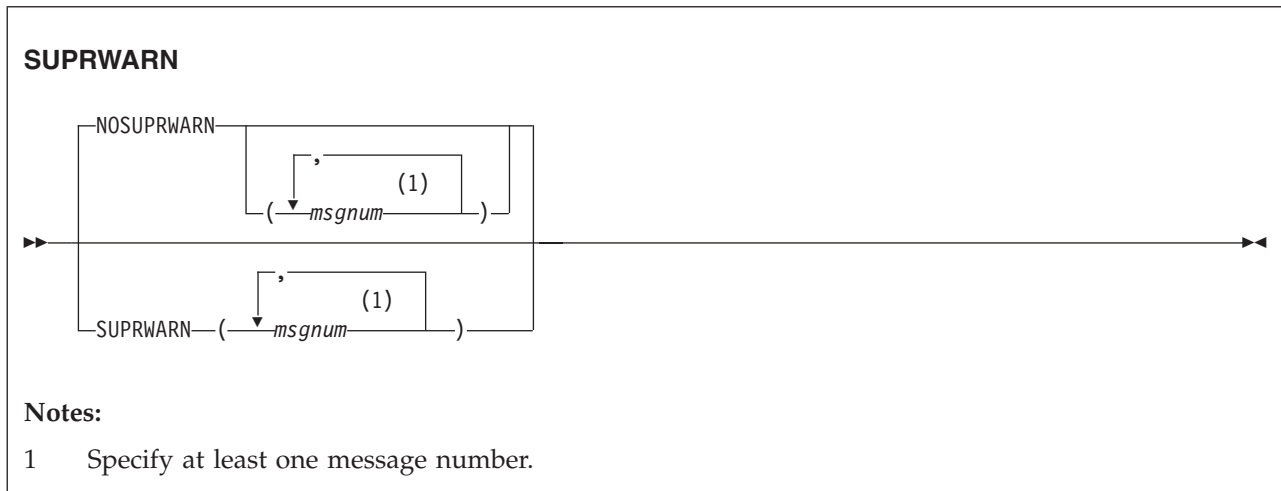 SUPRWARN
NOSUPRWARN
,
(1)
( msgnum )
,
(1)
SUPRWARN ( msgnum )
Notes:
1 Specify at least one message number.